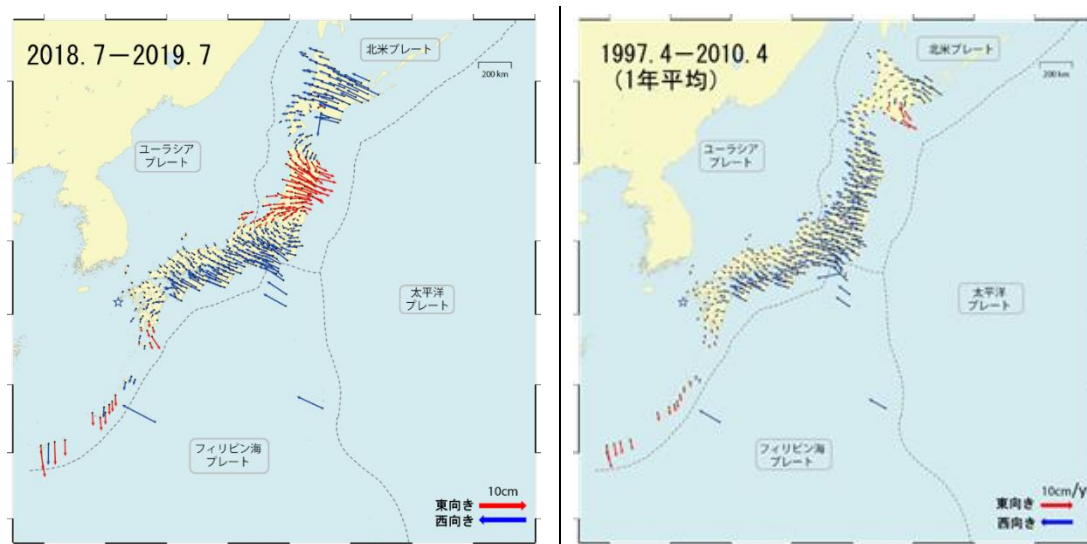 2018.7－2019.7
北米プレート
200 km
ユーラシア
プレート
太平洋
プレート
フィリピン海
プレート
10cm
東向き
西向き
1997.4－2010.4
（1年平均）
北米プレート
200 km
ユーラシア
プレート
太平洋
プレート
フィリピン海
プレート
10cm/y
東向き
西向き